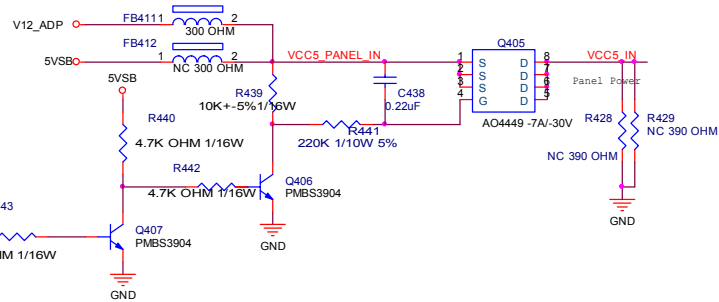 FB4111 2
V12_ADP
300 OHM
FB412
5VSB 1 2
VCC5_PANEL_IN
NC 300 OHM
Q405
1 S D 8
2 S D 7
3 S D 6
4 G D 5
VCC5_IN
Panel Power
5VSB
R439
10K+-5%1/16W
C438
0.22uF
R440
4.7K OHM 1/16W
R441
220K 1/10W 5%
AO4449 -7A/-30V
R428
R429
NC 390 OHM
NC 390 OHM
R442
4.7K OHM 1/16W
Q406
PMBS3904
43
Q407
PMBS3904
GND
GND
1/16W
GND